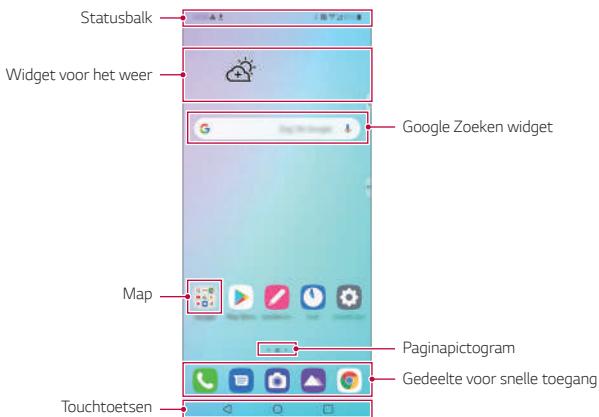 Statusbalk
Widget voor het weer
Google Zoeken widget
Map
Paginapictogram
Gedeelte voor snelle toegang
Touchtoetsen